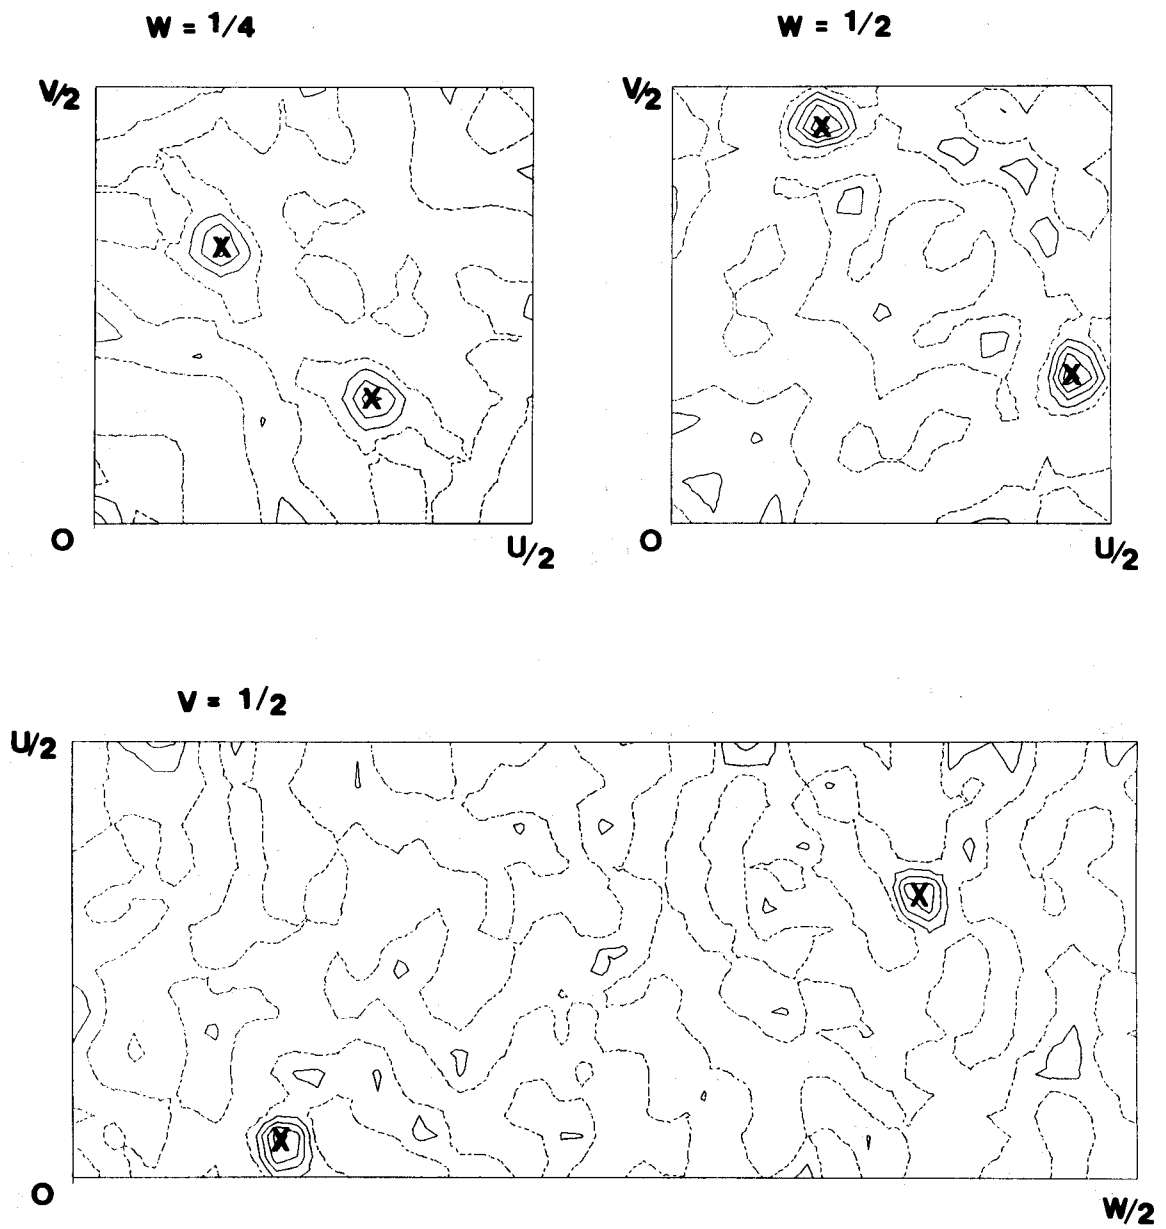 W = 1/4
W = 1/2
V/2
V/2
X
X
X
X
O
U/2
O
U/2
V = 1/2
U/2
X
X
O
W/2